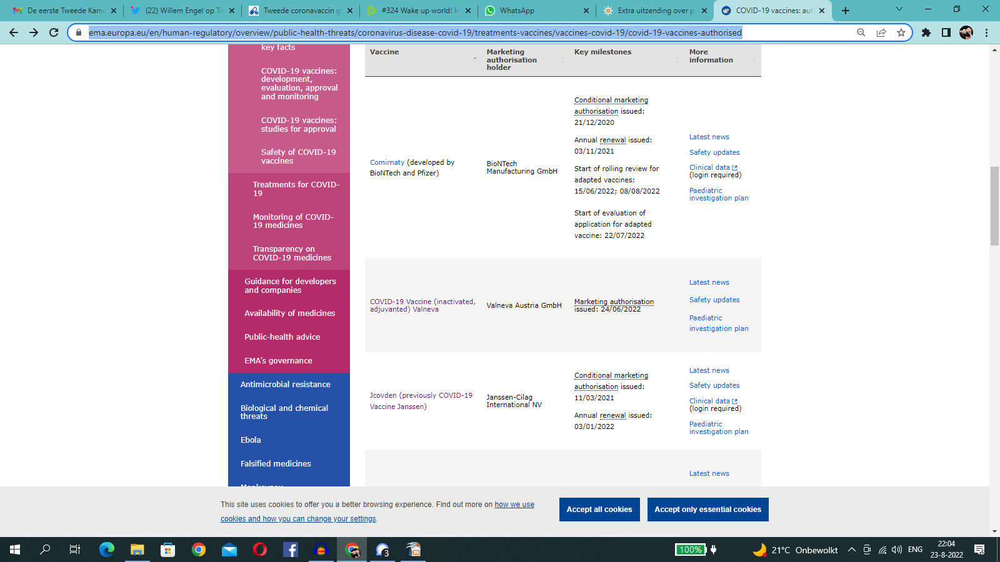 De eerste Tweede Kame
(22) Willem Engel op Tw
Tweede coronavaccin g
#324 Wake up world! In
WhatsApp
Extra uitzending over p
COVID-19 vaccines: aut
ema.europa.eu/en/human-regulatory/overview/public-health-threats/coronavirus-disease-covid-19/treatments-vaccines/vaccines-covid-19/covid-19-vaccines-authorised
key facts
COVID-19 vaccines:
development,
evaluation, approval
and monitoring
COVID-19 vaccines:
studies for approval
Safety of COVID-19
vaccines
Treatments for COVID-
19
Monitoring of COVID-
19 medicines
Transparency on
COVID-19 medicines
Guidance for developers
and companies
Availability of medicines
Public-health advice
EMA's governance
Antimicrobial resistance
Biological and chemical
threats
Ebola
Falsified medicines
Monkeypox
Vaccine
Marketing
authorisation
holder
Key milestones
More
information
Comirnaty (developed by
BioNTech and Pfizer)
BioNTech
Manufacturing GmbH
Conditional marketing
authorisation issued:
21/12/2020
Annual renewal issued:
03/11/2021
Start of rolling review for
adapted vaccines:
15/06/2022; 08/08/2022
Start of evaluation of
application for adapted
vaccine: 22/07/2022
Latest news
Safety updates
Clinical data
(login required)
Paediatric
investigation plan
COVID-19 Vaccine (inactivated,
adjuvanted) Valneva
Valneva Austria GmbH
Marketing authorisation
issued: 24/06/2022
Latest news
Safety updates
Paediatric
investigation plan
Jcovden (previously COVID-19
Vaccine Janssen)
Janssen-Cilag
International NV
Conditional marketing
authorisation issued:
11/03/2021
Annual renewal issued:
03/01/2022
Latest news
Safety updates
Clinical data
(login required)
Paediatric
investigation plan
Latest news
This site uses cookies to offer you a better browsing experience. Find out more on how we use
cookies and how you can change your settings.
Accept all cookies
Accept only essential cookies
3
100%
21°C Onbewolkt
ENG
22:04
23-8-2022